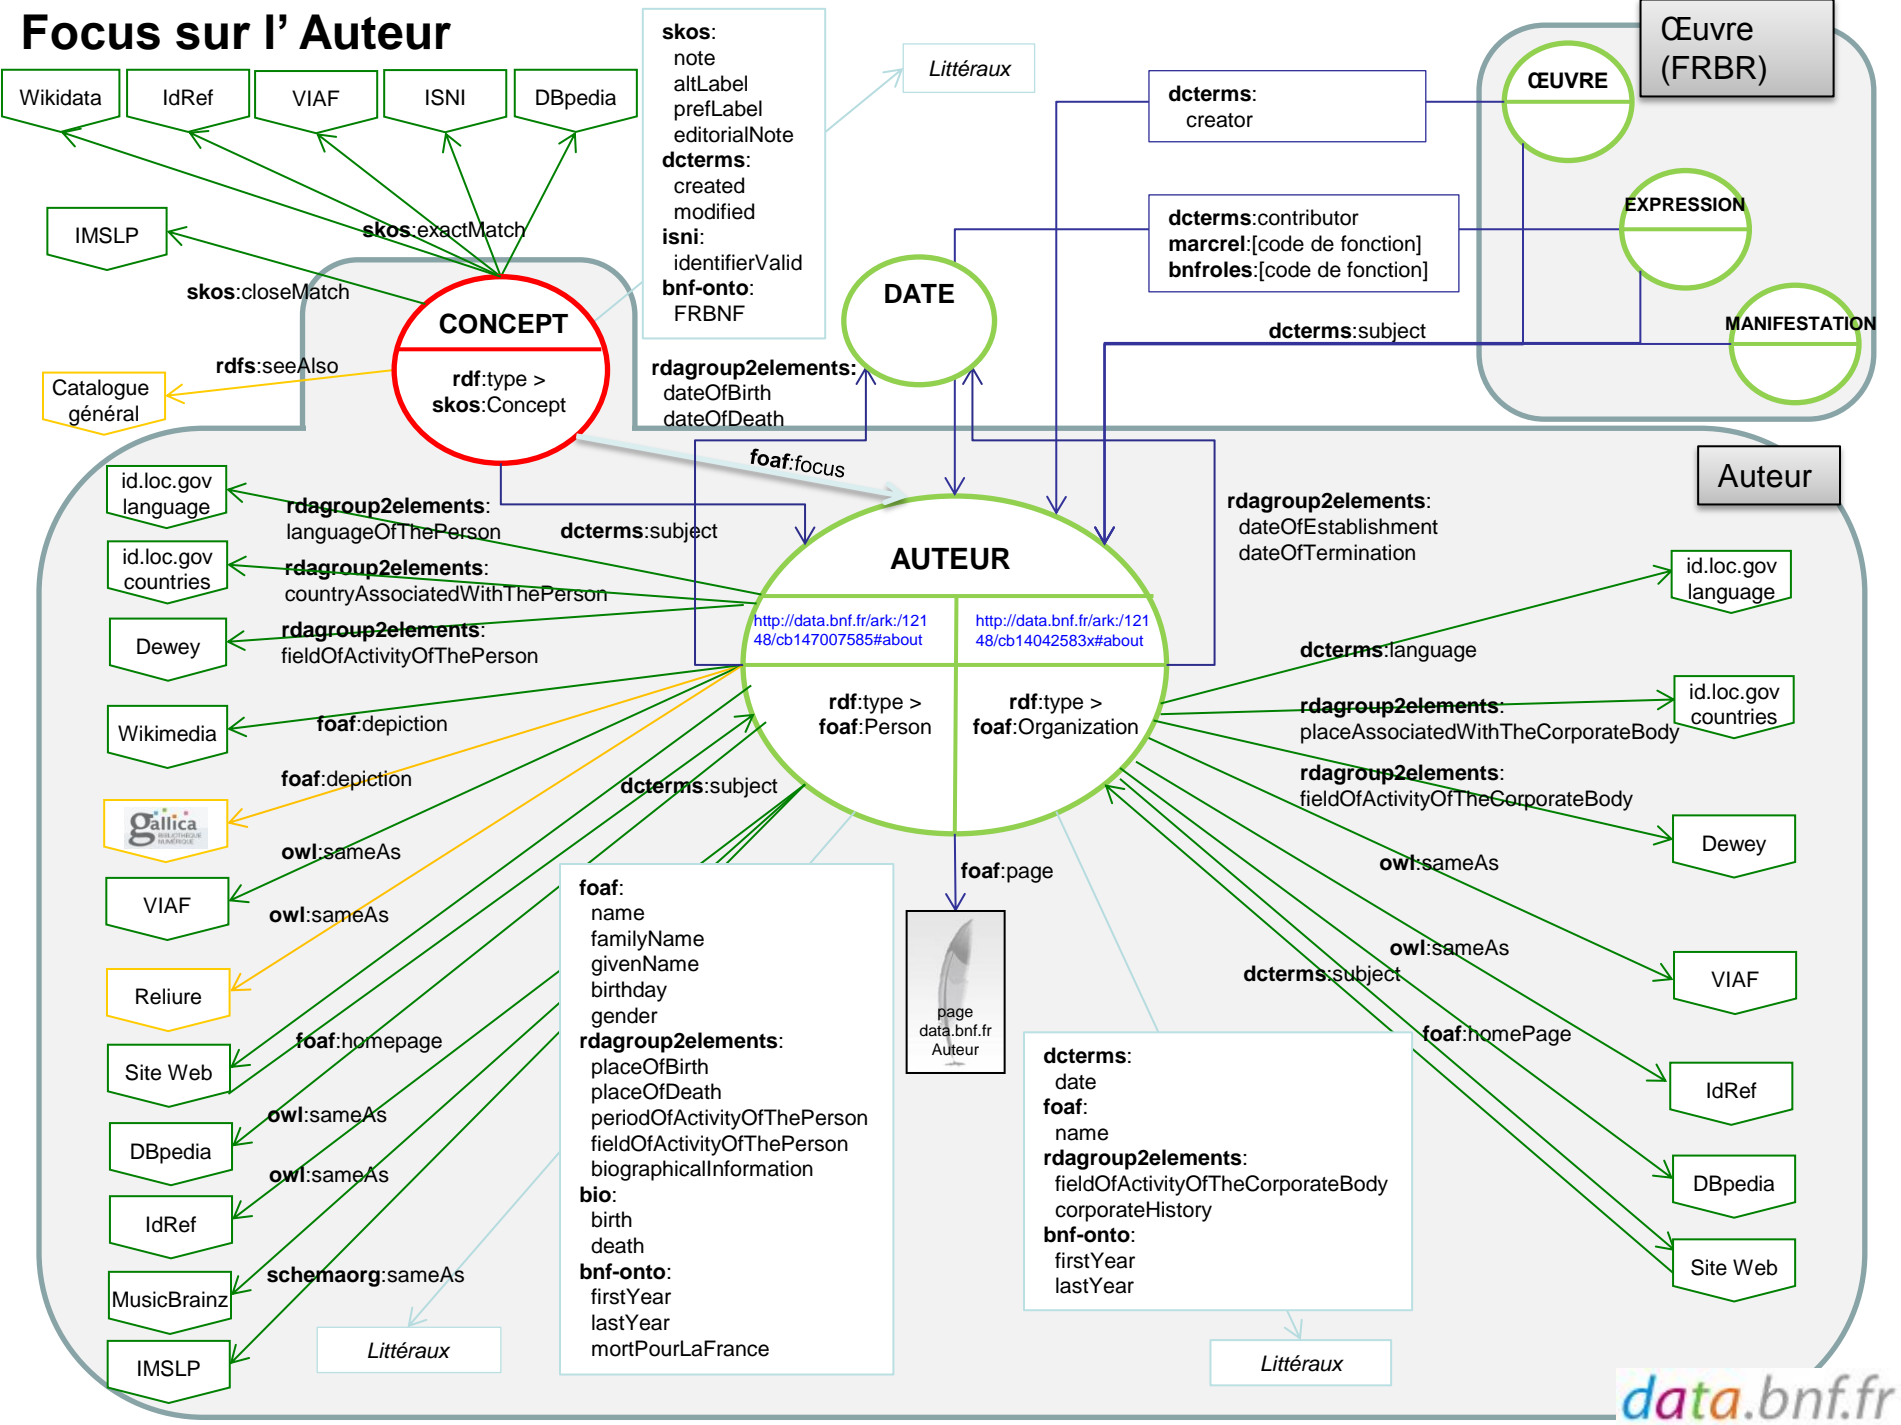 Focus sur l’ Auteur
Wikidata
IdRef
VIAF
ISNI
DBpedia
IMSLP
skos:exactMatch
skos:closeMatch
rdfs:seeAlso
Catalogue
général
CONCEPT
rdf:type >
skos:Concept
skos:
note
altLabel
prefLabel
editorialNote
dcterms:
created
modified
isni:
identifierValid
bnf-onto:
FRBNF
Littéraux
rdagroup2elements:
dateOfBirth
dateOfDeath
DATE
dcterms:
creator
dcterms:contributor
marcrel:[code de fonction]
bnfroles:[code de fonction]
dcterms:subject
Œuvre
(FRBR)
ŒUVRE
EXPRESSION
MANIFESTATION
Auteur
foaf:focus
dcterms:subject
id.loc.gov
language
rdagroup2elements:
languageOfThePerson
id.loc.gov
countries
rdagroup2elements:
countryAssociatedWithThePerson
Dewey
rdagroup2elements:
fieldOfActivityOfThePerson
Wikimedia
foaf:depiction
foaf:depiction
gallica
BIBLIOTHÈQUE
NUMÉRIQUE
owl:sameAs
VIAF
owl:sameAs
Reliure
foaf:homepage
Site Web
owl:sameAs
DBpedia
owl:sameAs
IdRef
schemaorg:sameAs
MusicBrainz
IMSLP
dcterms:subject
AUTEUR
http://data.bnf.fr/ark:/121
48/cb147007585#about
http://data.bnf.fr/ark:/121
48/cb14042583x#about
rdf:type >
foaf:Person
rdf:type >
foaf:Organization
foaf:page
page
data.bnf.fr
Auteur
foaf:
name
familyName
givenName
birthday
gender
rdagroup2elements:
placeOfBirth
placeOfDeath
periodOfActivityOfThePerson
fieldOfActivityOfThePerson
biographicalInformation
bio:
birth
death
bnf-onto:
firstYear
lastYear
mortPourLaFrance
Littéraux
rdagroup2elements:
dateOfEstablishment
dateOfTermination
id.loc.gov
language
dcterms:language
id.loc.gov
countries
rdagroup2elements:
placeAssociatedWithTheCorporateBody
rdagroup2elements:
fieldOfActivityOfTheCorporateBody
Dewey
owl:sameAs
VIAF
owl:sameAs
dcterms:subject
foaf:homePage
IdRef
DBpedia
Site Web
dcterms:
date
foaf:
name
rdagroup2elements:
fieldOfActivityOfTheCorporateBody
corporateHistory
bnf-onto:
firstYear
lastYear
Littéraux
data.bnf.fr